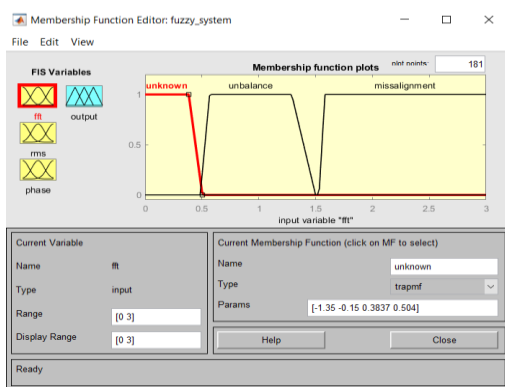 Membership Function Editor: fuzzy_system
File Edit View
FIS Variables
fft
output
rms
phase
Membership function plots
plot points:
181
unknown
unbalance
missalignment
1
0.5
0
0 0.5 1 1.5 2 2.5 3
input variable "fft"
Current Variable
Name fft
Type input
Range [0 3]
Display Range [0 3]
Current Membership Function (click on MF to select)
Name unknown
Type trapmf
Params [-1.35 -0.15 0.3837 0.504]
Help
Close
Ready